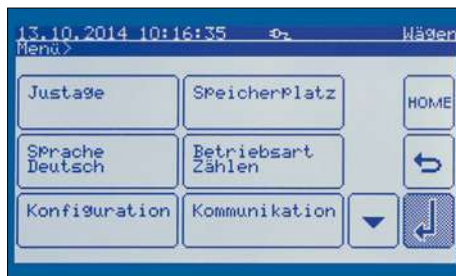 13.10.2014 10:16:35 Wägen
Menü>
Justage
Speicherplatz
HOME
Sprache
Deutsch
Betriebsart
Zählen
Konfiguration
Kommunikation